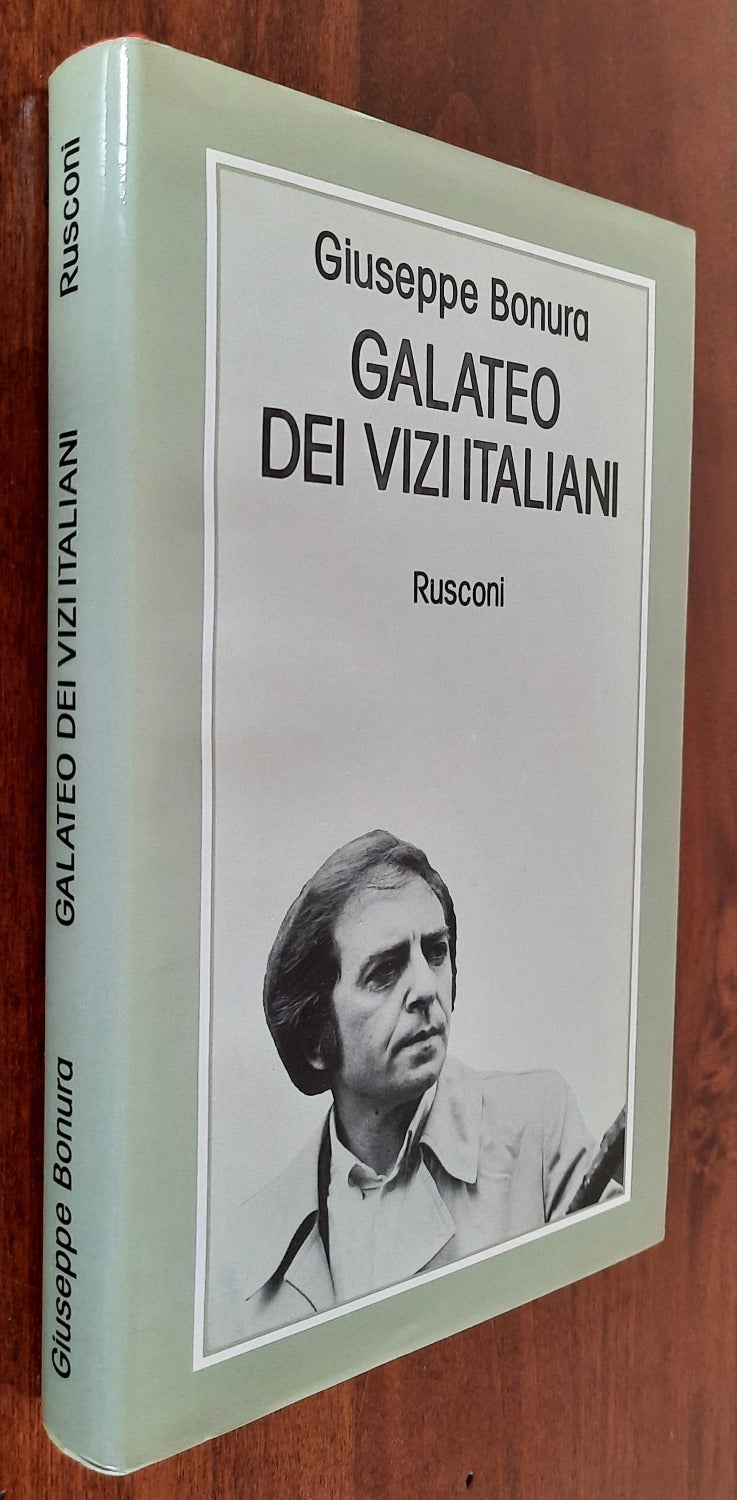 Giuseppe Bonura
GALATEO
DEI VIZI ITALIANI
Rusconi
Giuseppe Bonura GALATEO DEI VIZI ITALIANI Rusconi